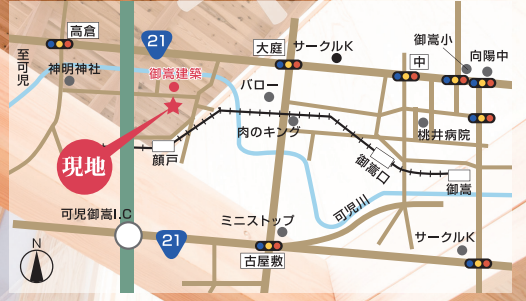 高倉
21
大庭
サークルK
御嵩小
向陽中
中
至可児
神明神社
御嵩建築
バロー
肉のキング
桃井病院
現地
顔戸
御嵩口
御嵩
可児御嵩I.C
ミニストップ
可児川
21
N
古屋敷
サークルK